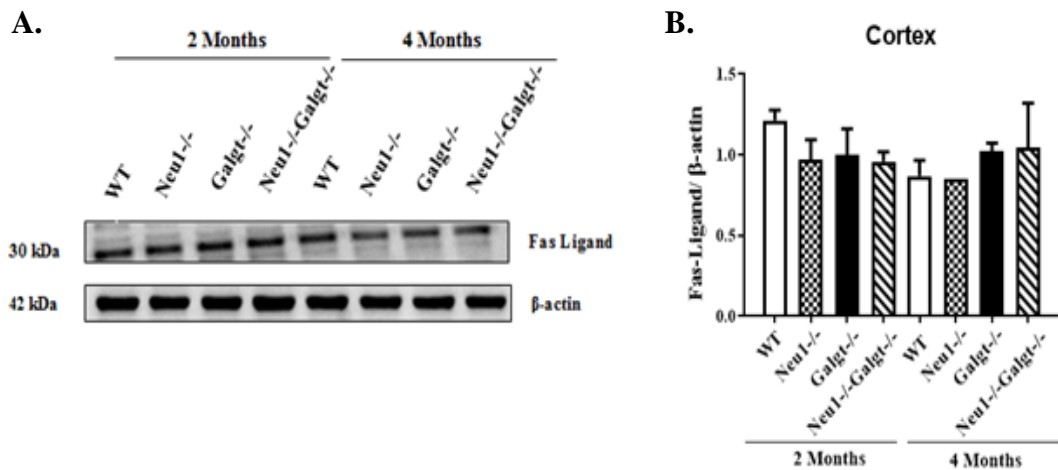 A.
2 Months
4 Months
WT
Neu1-/-
Galgt-/-
Neu1-/-Galgt-/-
WT
Neu1-/-
Galgt-/-
Neu1-/-Galgt-/-
30 kDa
Fas Ligand
42 kDa
β-actin
B.
Cortex
Fas-Ligand/ β-actin
1.5
1.0
0.5
0.0
WT
Neu1-/-
Galgt-/-
Neu1-/-Galgt-/-
WT
Neu1-/-
Galgt-/-
Neu1-/-Galgt-/-
2 Months
4 Months